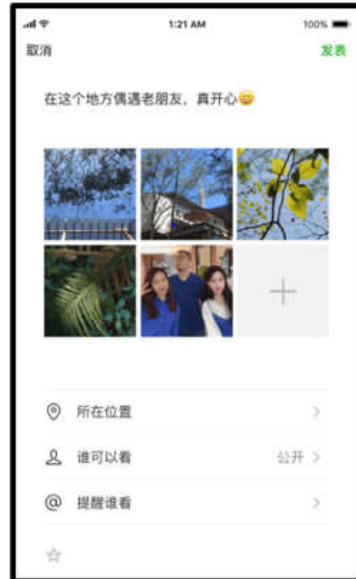 1:21 AM 100%
取消 发表
在这个地方偶遇老朋友，真开心😄
所在位置
谁可以看 公开
@ 提醒谁看